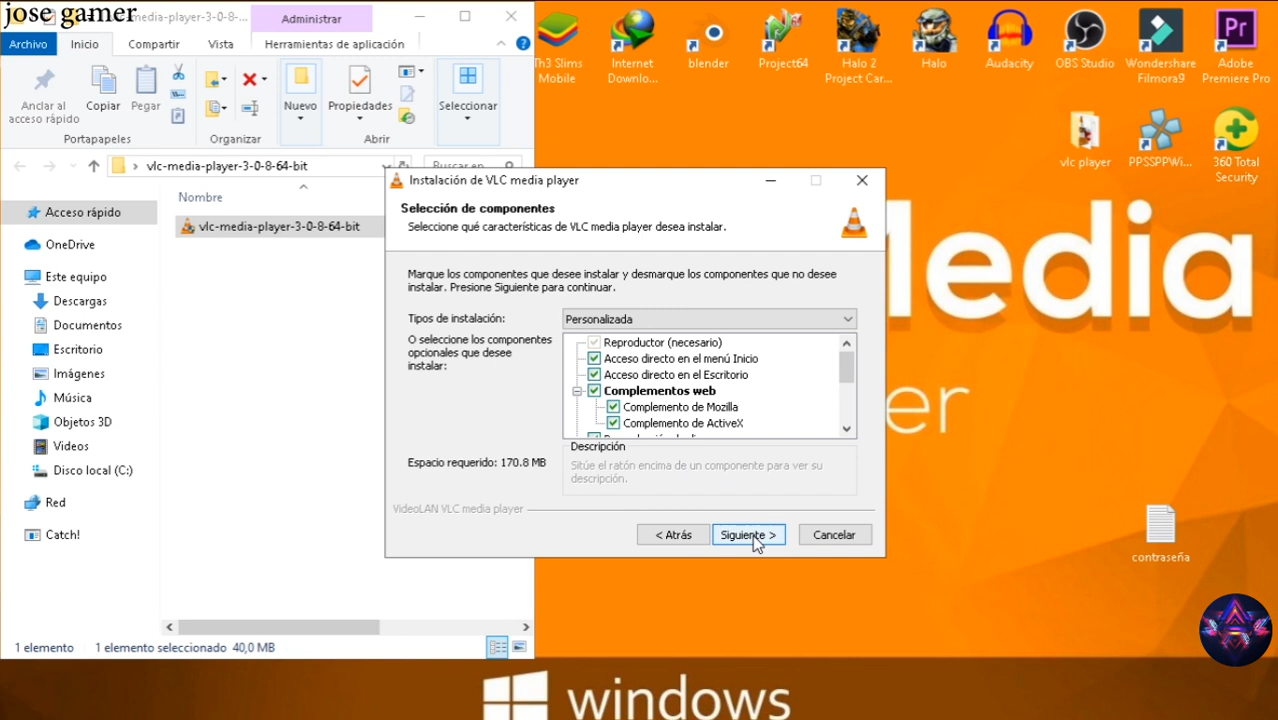 jose gamer
vlc-media-player-3-0-8-...
Administrar
Archivo
Inicio
Compartir
Vista
Herramientas de aplicación
Anclar al
acceso rápido
Copiar
Pegar
Nuevo
Propiedades
Seleccionar
Portapapeles
Organizar
Abrir
vlc-media-player-3-0-8-64-bit
Buscar en
Nombre
vlc-media-player-3-0-8-64-bit
Acceso rápido
OneDrive
Este equipo
Descargas
Documentos
Escritorio
Imágenes
Música
Objetos 3D
Videos
Disco local (C:)
Red
Catch!
1 elemento
1 elemento seleccionado 40,0 MB
Th3 Slims
Mobile
Internet
Downlo...
blender
Project64
Halo 2
Project Car...
Halo
Audacity
OBS Studio
Wondershare
Filmora9
Pr
Adobe
Premiere Pro
vlc player
PPSSPPWi...
360 Total
Security
Media
er
contraseña
windows
Instalación de VLC media player
Selección de componentes
Seleccione qué características de VLC media player desea instalar.
Marque los componentes que desee instalar y desmarque los componentes que no desee
instalar. Presione Siguiente para continuar.
Tipos de instalación:
Personalizada
O seleccione los componentes
opcionales que desee
instalar:
Reproductor (necesario)
Acceso directo en el menú Inicio
Acceso directo en el Escritorio
Complementos web
Complemento de Mozilla
Complemento de ActiveX
Espacio requerido: 170.8 MB
Descripción
Sitúe el ratón encima de un componente para ver su
descripción.
VideoLAN VLC media player
< Atrás
Siguiente >
Cancelar